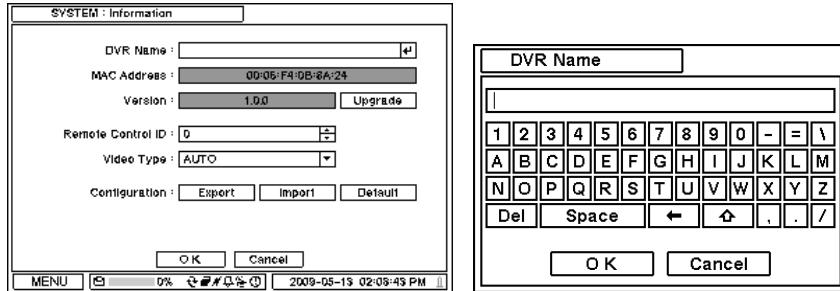 SYSTEM : Information
DVR Name :
MAC Address : 00:05:F4:0B:8A:24
Version : 1.0.0 Upgrade
Remote Control ID : 0
Video Type : AUTO
Configuration : Export Import Default
OK Cancel
MENU 0% 2009-05-13 02:08:43 PM
DVR Name
1 2 3 4 5 6 7 8 9 0 - = \
A B C D E F G H I J K L M
N O P Q R S T U V W X Y Z
Del Space , . /
OK Cancel